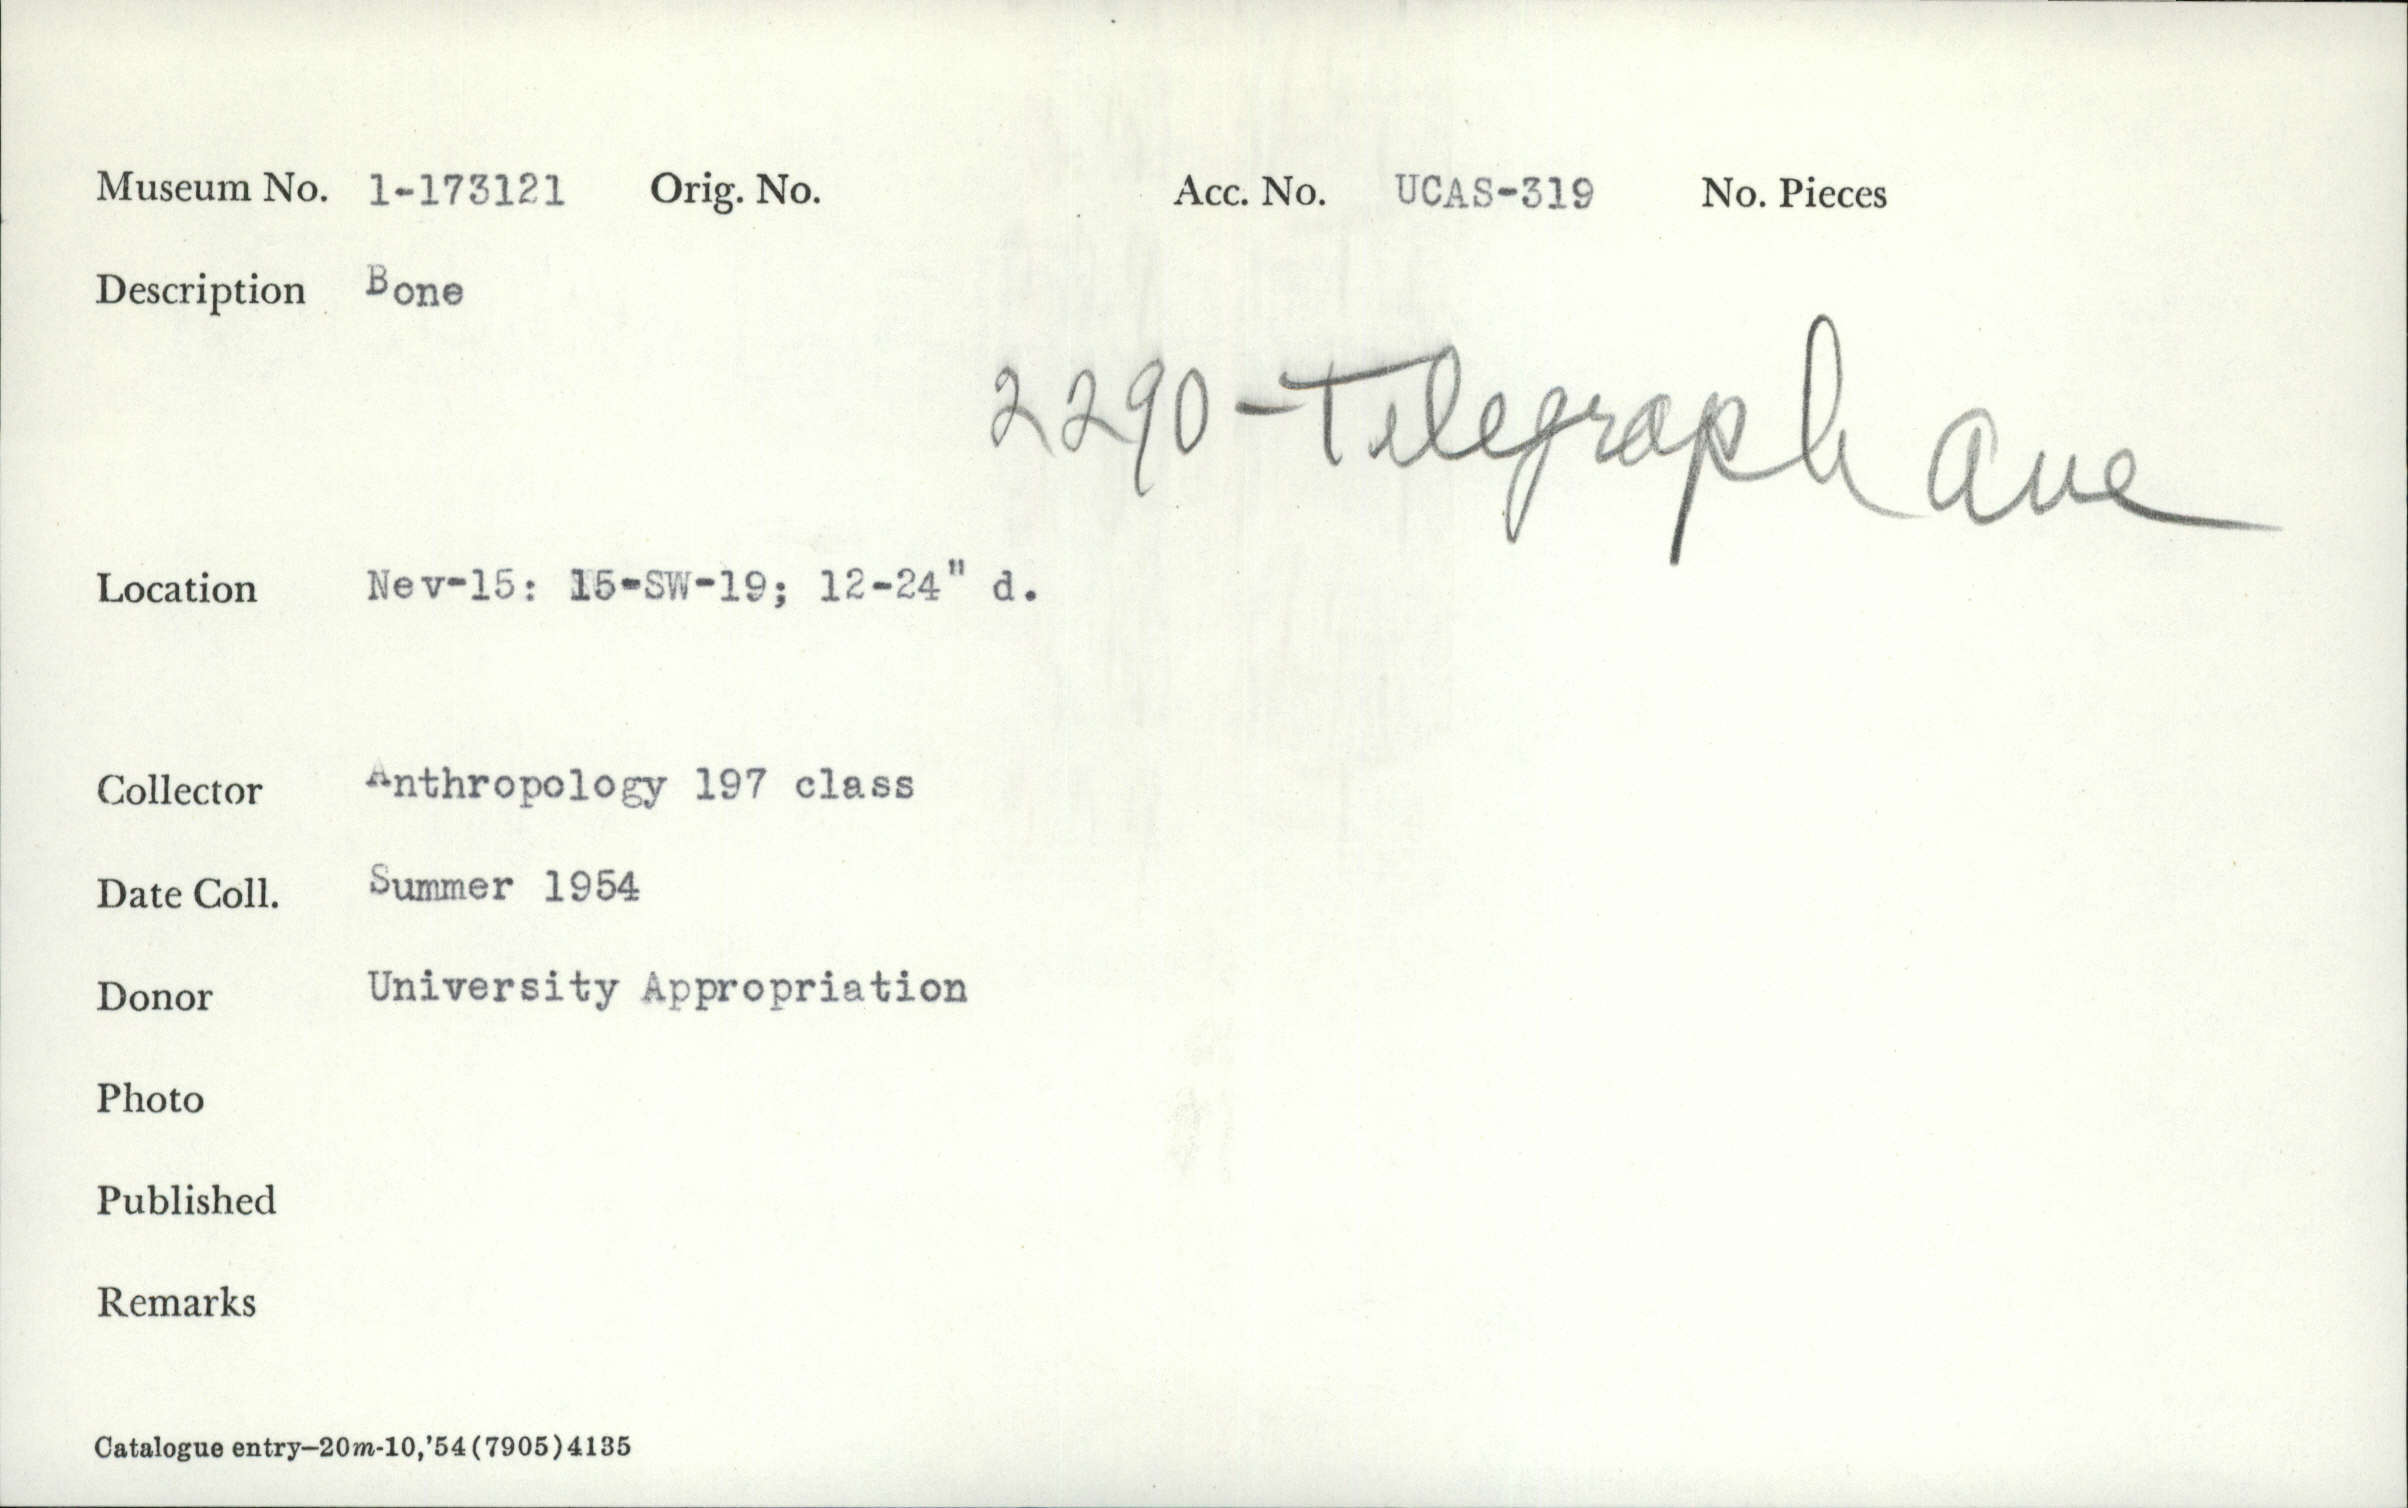 Museum No. 1-173121 Orig. No. Acc. No. UCAS-319 No. Pieces
Description Bone
2290-Telegraph Ave
Location Nev-15: 15-SW-19; 12-24" d.
Collector Anthropology 197 class
Date Coll. Summer 1954
Donor University Appropriation
Photo
Published
Remarks
Catalogue entry—20m-10,'54(7905)4135